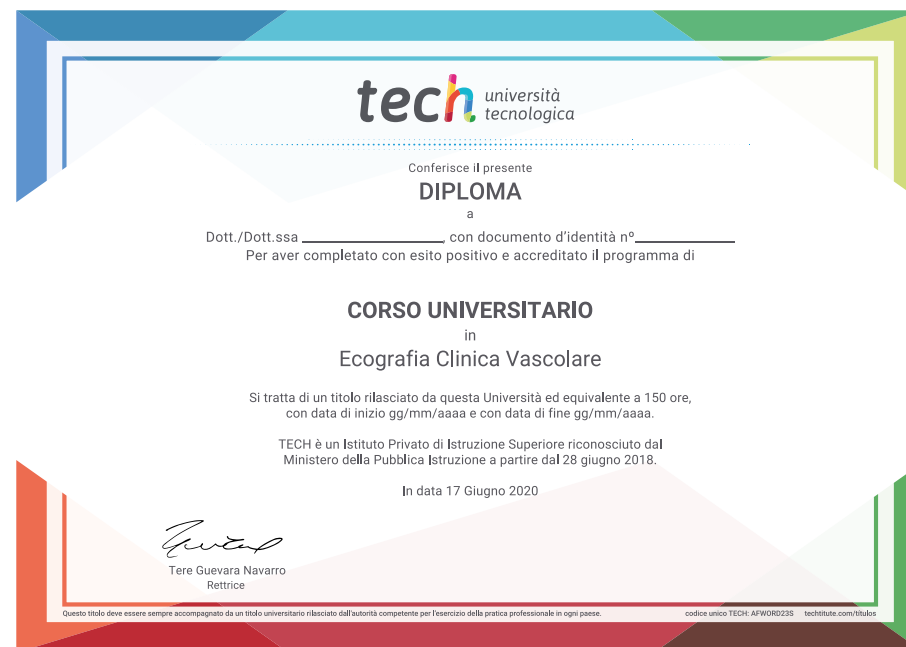 tech università
tecnologica
Conferisce il presente
DIPLOMA
a
Dott./Dott.ssa ____________________, con documento d'identità nº______________
Per aver completato con esito positivo e accreditato il programma di
CORSO UNIVERSITARIO
in
Ecografia Clinica Vascolare
Si tratta di un titolo rilasciato da questa Università ed equivalente a 150 ore,
con data di inizio gg/mm/aaaa e con data di fine gg/mm/aaaa.
TECH è un Istituto Privato di Istruzione Superiore riconosciuto dal
Ministero della Pubblica Istruzione a partire dal 28 giugno 2018.
In data 17 Giugno 2020
Tere Guevara Navarro
Rettrice
Questo titolo deve essere sempre accompagnato da un titolo universitario rilasciato dall'autorità competente per l'esercizio della pratica professionale in ogni paese. codice unico TECH: AFWORD23S techtitute.com/títulos